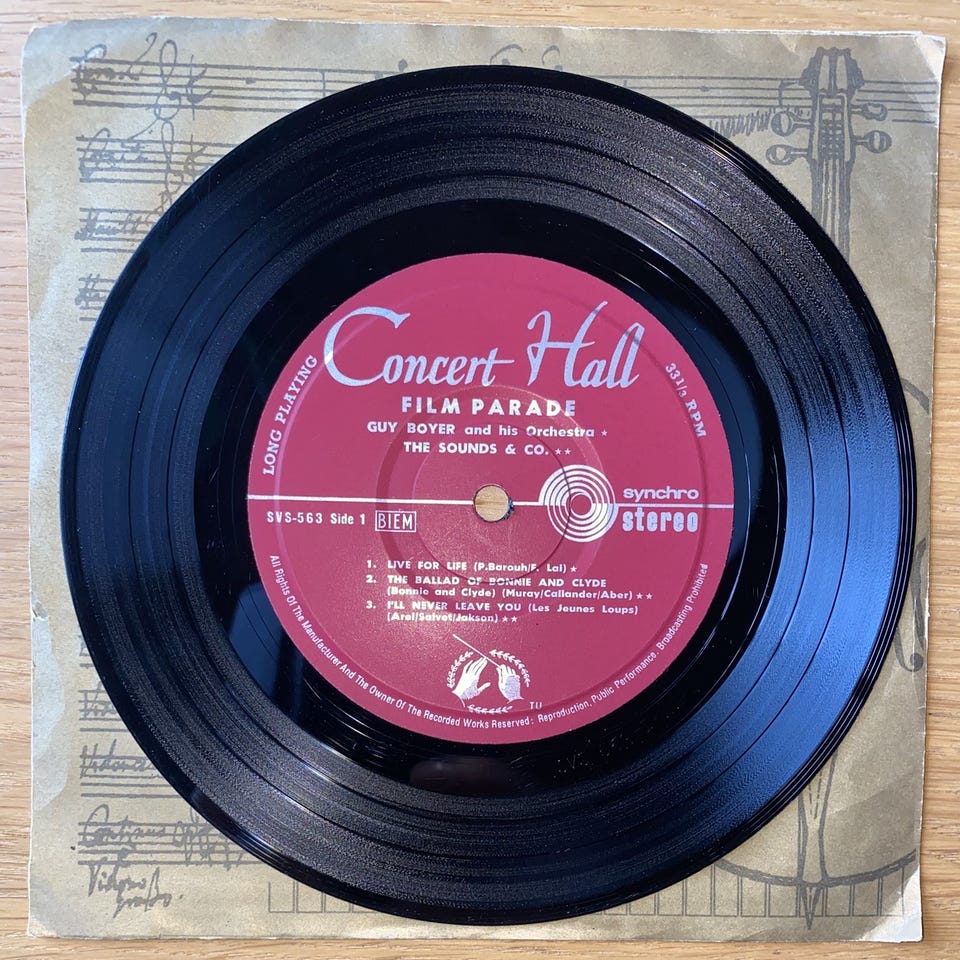 Concert Hall
FILM PARADE
GUY BOYER and his Orchestra ★
THE SOUNDS & CO. ★★
LONG PLAYING
33 1/3 RPM
synchro
stereo
SVS-563 Side 1 BIEM
1. LIVE FOR LIFE (P.Barouh/F. Lai) ★
2. THE BALLAD OF BONNIE AND CLYDE
(Bonnie and Clyde) (Muray/Callander/Aber) ★★
3. I'LL NEVER LEAVE YOU (Les Jeunes Loups)
(Arel/Salvet/Jakson) ★★
All Rights Of The Manufacturer And The Owner Of The Recorded Works Reserved: Reproduction, Public Performance, Broadcasting Prohibited